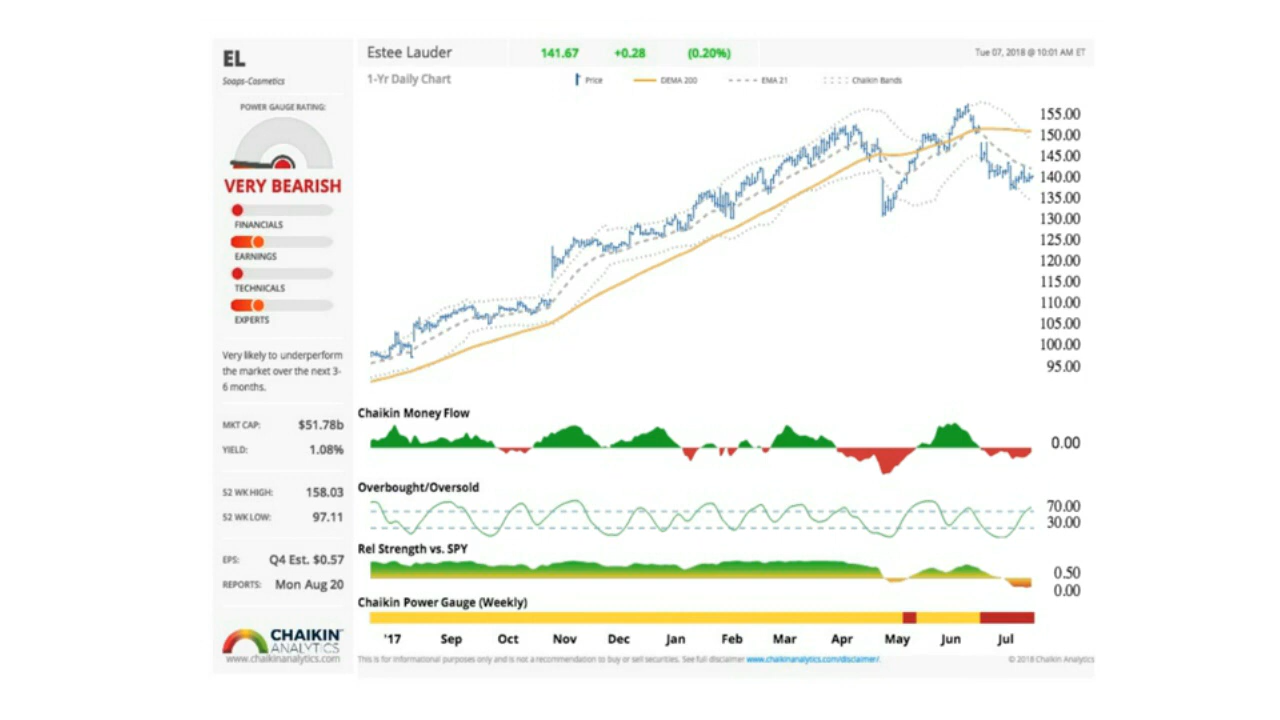 EL
Soaps-Cosmetics
POWER GAUGE RATING:
VERY BEARISH
FINANCIALS
EARNINGS
TECHNICALS
EXPERTS
Very likely to underperform
the market over the next 3-
6 months.
MKT CAP: $51.78b
YIELD: 1.08%
52 WK HIGH: 158.03
52 WK LOW: 97.11
EPS: Q4 Est. $0.57
REPORTS: Mon Aug 20
CHAIKIN
ANALYTICS
www.chaikinanalytics.com
Estee Lauder 141.67 +0.28 (0.20%) Tue 07, 2018 @ 10:01 AM ET
1-Yr Daily Chart Price DEMA 200 EMA 21 Chaikin Bands
155.00
150.00
145.00
140.00
135.00
130.00
125.00
120.00
115.00
110.00
105.00
100.00
95.00
Chaikin Money Flow
0.00
Overbought/Oversold
70.00
30.00
Rel Strength vs. SPY
0.50
0.00
Chaikin Power Gauge (Weekly)
'17 Sep Oct Nov Dec Jan Feb Mar Apr May Jun Jul
This is for informational purposes only and is not a recommendation to buy or sell securities. See full disclaimer www.chaikinanalytics.com/disclaimer/. © 2018 Chaikin Analytics